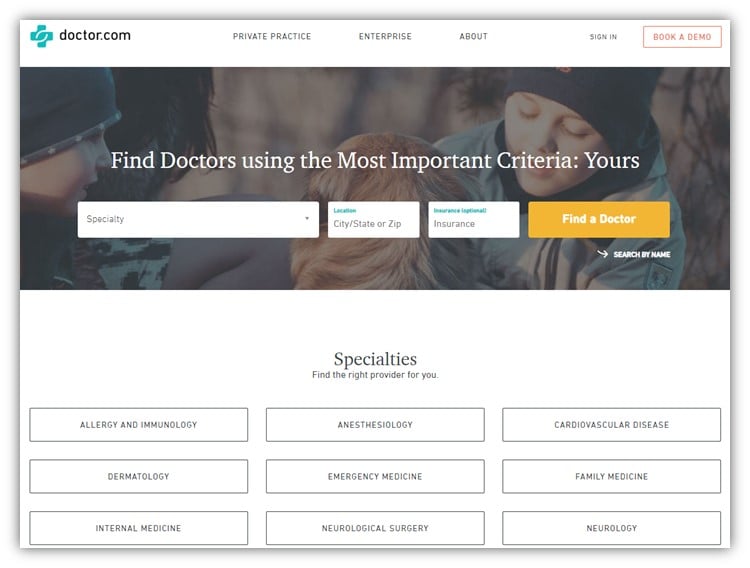 doctor.com
PRIVATE PRACTICE
ENTERPRISE
ABOUT
SIGN IN
BOOK A DEMO
Find Doctors using the Most Important Criteria: Yours
Specialty
Location
City/State or Zip
Insurance (optional)
Insurance
Find a Doctor
SEARCH BY NAME
Specialties
Find the right provider for you.
ALLERGY AND IMMUNOLOGY
ANESTHESIOLOGY
CARDIOVASCULAR DISEASE
DERMATOLOGY
EMERGENCY MEDICINE
FAMILY MEDICINE
INTERNAL MEDICINE
NEUROLOGICAL SURGERY
NEUROLOGY